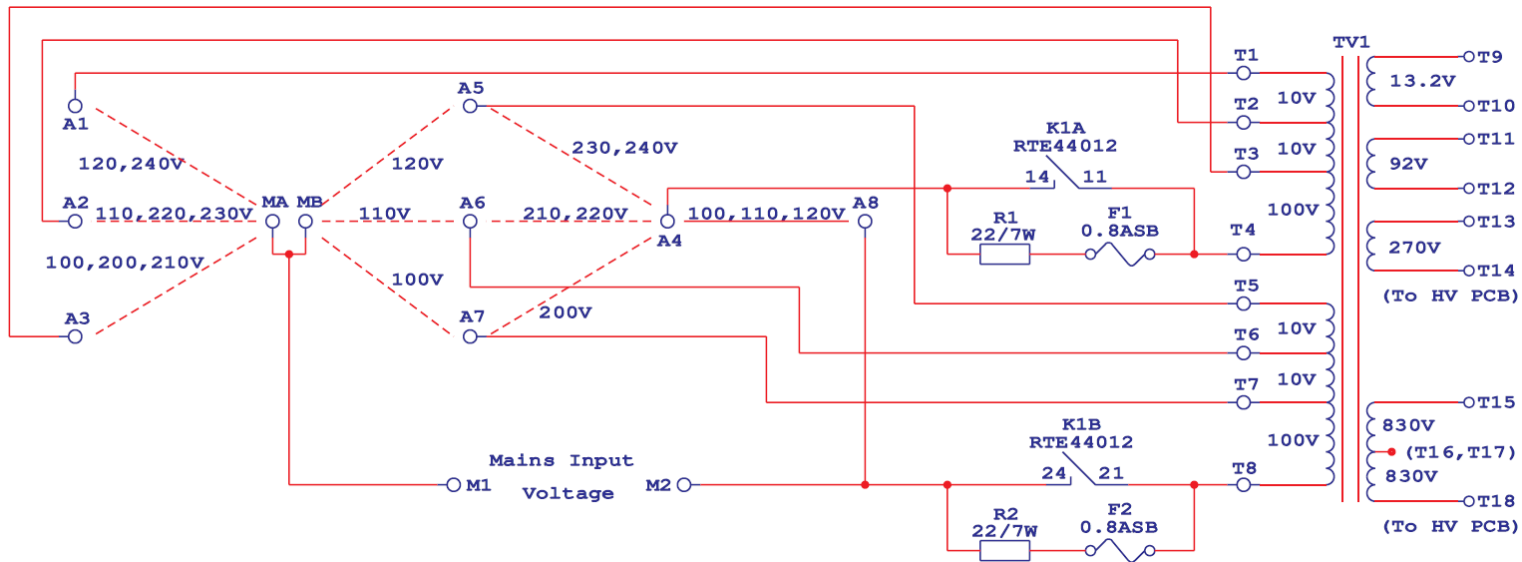 TV1
T1
T9
13.2V
A5
10V
T2
T10
A1
K1A
RTE44012
T11
120,240V
120V
230,240V
10V
T3
92V
14
11
T12
A2
110,220,230V
MA
MB
110V
A6
210,220V
A4
100,110,120V
A8
100V
R1
22/7W
F1
0.8ASB
T4
T13
270V
100,200,210V
100V
T14
T5
(To HV PCB)
A3
A7
200V
10V
T6
10V
T7
T15
830V
K1B
RTE44012
100V
(T16,T17)
Mains Input
Voltage
M1
M2
24
21
T8
830V
T18
R2
22/7W
F2
0.8ASB
(To HV PCB)